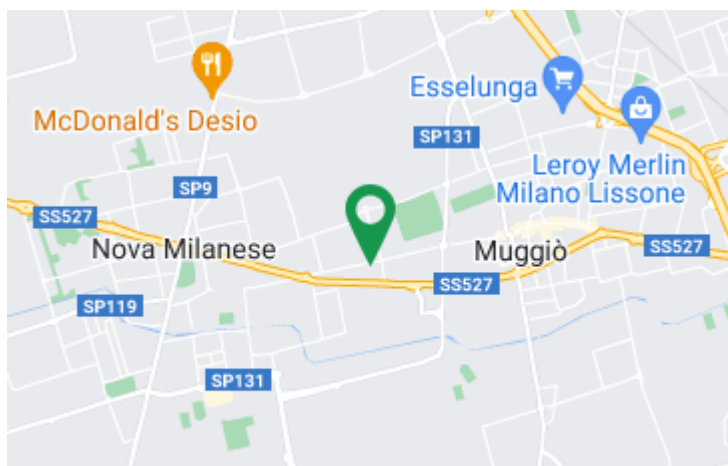 McDonald's Desio
Esselunga
SP131
Leroy Merlin
Milano Lissone
SP9
SS527
Nova Milanese
Muggiò
SS527
SS527
SP119
SP131